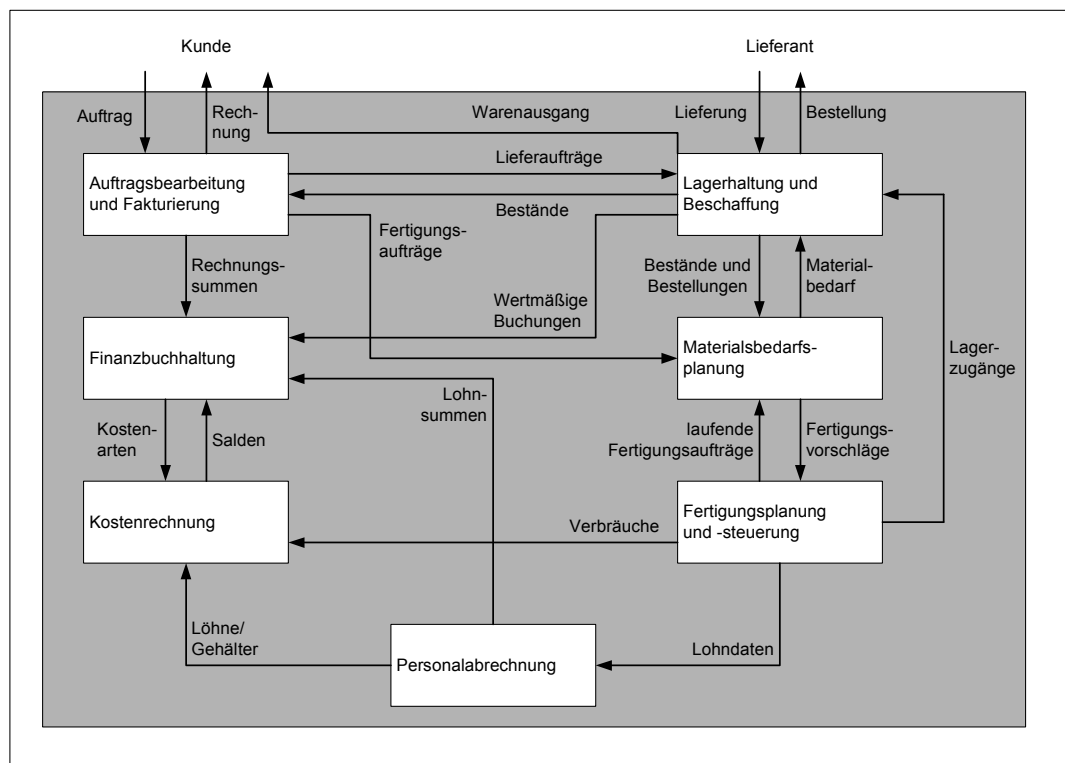 Kunde
Lieferant
Auftrag
Rech-
nung
Warenausgang
Lieferung
Bestellung
Auftragsbearbeitung
und Fakturierung
Lieferaufträge
Bestände
Lagerhaltung und
Beschaffung
Fertigungs-
aufträge
Rechnungs-
summen
Wertmäßige
Buchungen
Bestände und
Bestellungen
Material-
bedarf
Finanzbuchhaltung
Materialsbedarfs-
planung
Lager-
zugänge
Lohn-
summen
Kosten-
arten
Salden
laufende
Fertigungsaufträge
Fertigungs-
vorschläge
Kostenrechnung
Verbräuche
Fertigungsplanung
und -steuerung
Löhne/
Gehälter
Personalabrechnung
Lohndaten